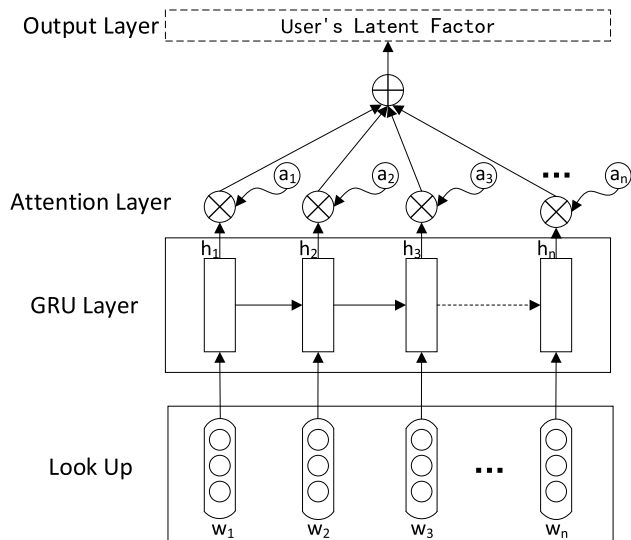 Output Layer
User's Latent Factor
a₁ a₂ a₃ ... aₙ
Attention Layer
h₁ h₂ h₃ hₙ
GRU Layer
Look Up
...
w₁ w₂ w₃ wₙ